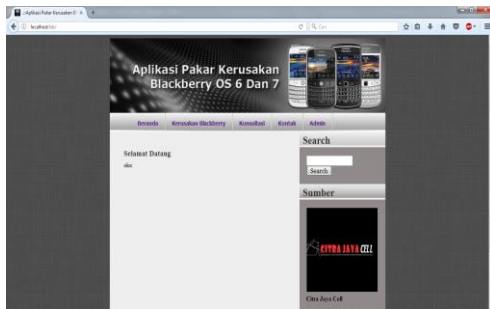 Aplikasi Pakar Kerusakan B
localhost
Cari
Aplikasi Pakar Kerusakan
Blackberry OS 6 Dan 7
Beranda Kerusakan Blackberry Konsultasi Kontak Admin
Selamat Datang
Search
Search
Sumber
CITRA JAYA CELL
Citra Jaya Cell